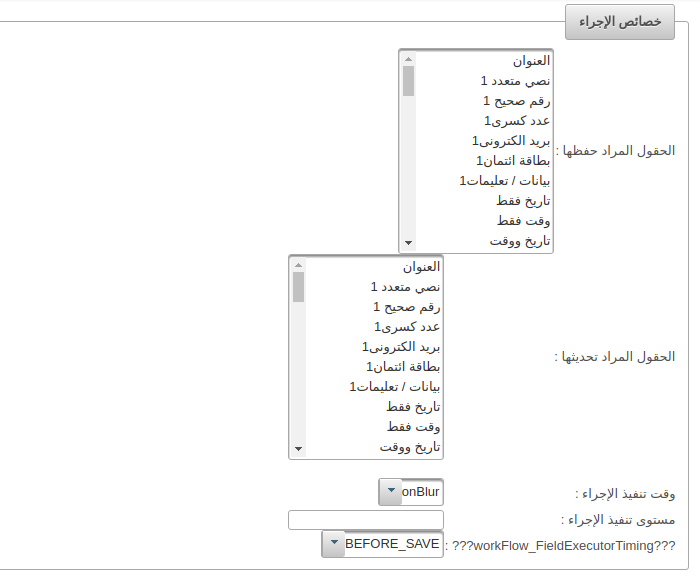 خصائص الإجراء
الحقول المراد حفظها :
العنوان
نصي متعدد 1
رقم صحيح 1
عدد كسرى1
بريد الكترونى1
بطاقة ائتمان1
بيانات / تعليمات1
تاريخ فقط
وقت فقط
تاريخ ووقت
الحقول المراد تحديثها :
العنوان
نصي متعدد 1
رقم صحيح 1
عدد كسرى1
بريد الكترونى1
بطاقة ائتمان1
بيانات / تعليمات1
تاريخ فقط
وقت فقط
تاريخ ووقت
وقت تنفيذ الإجراء : onBlur
مستوى تنفيذ الإجراء :
???workFlow_FieldExecutorTiming??? : BEFORE_SAVE